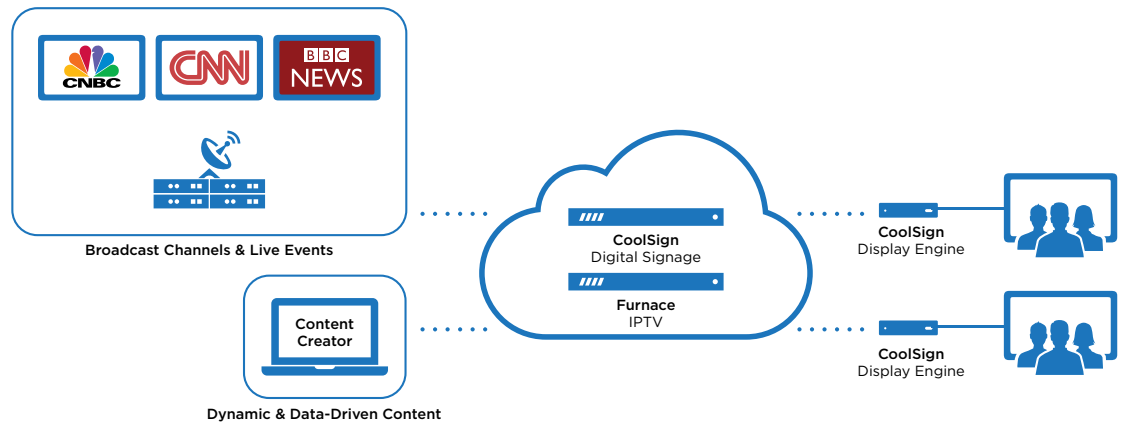 CNBC
CNN
BBC
NEWS
Broadcast Channels & Live Events
Content
Creator
Dynamic & Data-Driven Content
CoolSign
Digital Signage
Furnace
IPTV
CoolSign
Display Engine
CoolSign
Display Engine